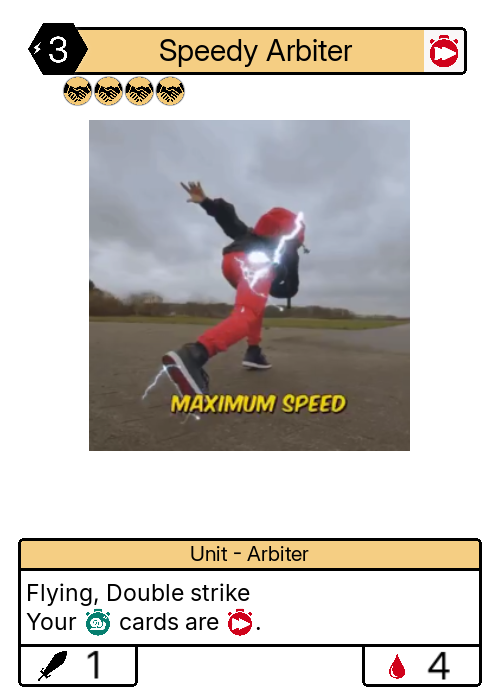 3
Speedy Arbiter
MAXIMUM SPEED
Unit - Arbiter
Flying, Double strike
Your cards are .
1
4